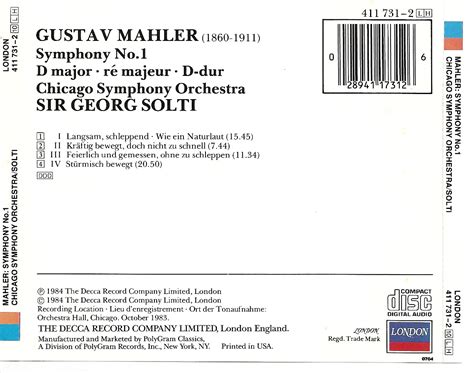 LONDON
411 731-2 LH
MAHLER: SYMPHONY No.1
CHICAGO SYMPHONY ORCHESTRA/SOLTI
GUSTAV MAHLER (1860-1911)
Symphony No.1
D major · ré majeur · D-dur
Chicago Symphony Orchestra
SIR GEORG SOLTI
1 I Langsam, schleppend · Wie ein Naturlaut (15.45)
2 II Kräftig bewegt, doch nicht zu schnell (7.44)
3 III Feierlich und gemessen, ohne zu schleppen (11.34)
4 IV Stürmisch bewegt (20.50)
DDD
411 731-2 LH
0 6
28941 17312
℗ 1984 The Decca Record Company Limited, London
© 1984 The Decca Record Company Limited, London
Recording Location · Lieu d'enregistrement · Ort der Tonaufnahme:
Orchestra Hall, Chicago. October 1983.
THE DECCA RECORD COMPANY LIMITED, London England.
Manufactured and Marketed by PolyGram Classics,
A Division of PolyGram Records, Inc., New York, NY. Printed in USA.
COMPACT
disc
DIGITAL AUDIO
LONDON
Regd. Trade Mark
LONDON
0784
MAHLER: SYMPHONY No.1
CHICAGO SYMPHONY ORCHESTRA/SOLTI
LONDON
411 731-2 LH